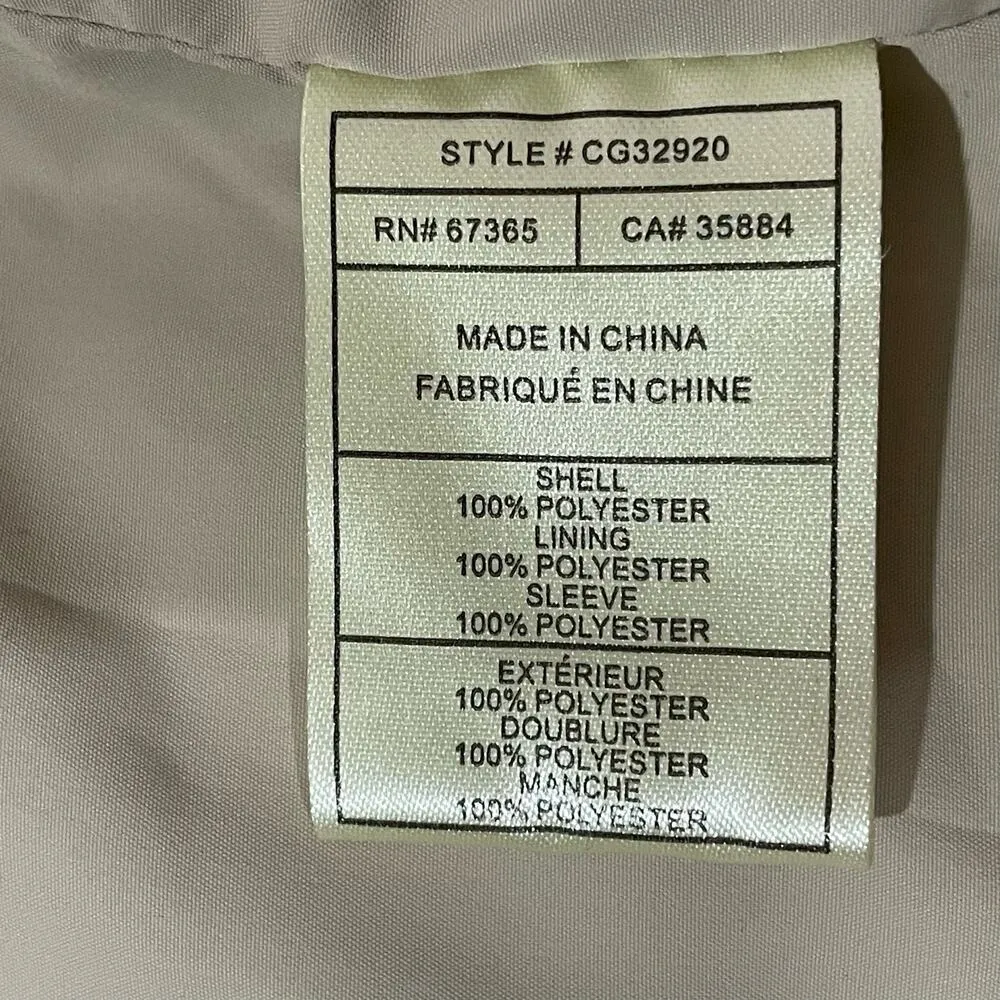 STYLE # CG32920
RN# 67365 CA# 35884
MADE IN CHINA
FABRIQUÉ EN CHINE
SHELL
100% POLYESTER
LINING
100% POLYESTER
SLEEVE
100% POLYESTER
EXTÉRIEUR
100% POLYESTER
DOUBLURE
100% POLYESTER
MANCHE
100% POLYESTER